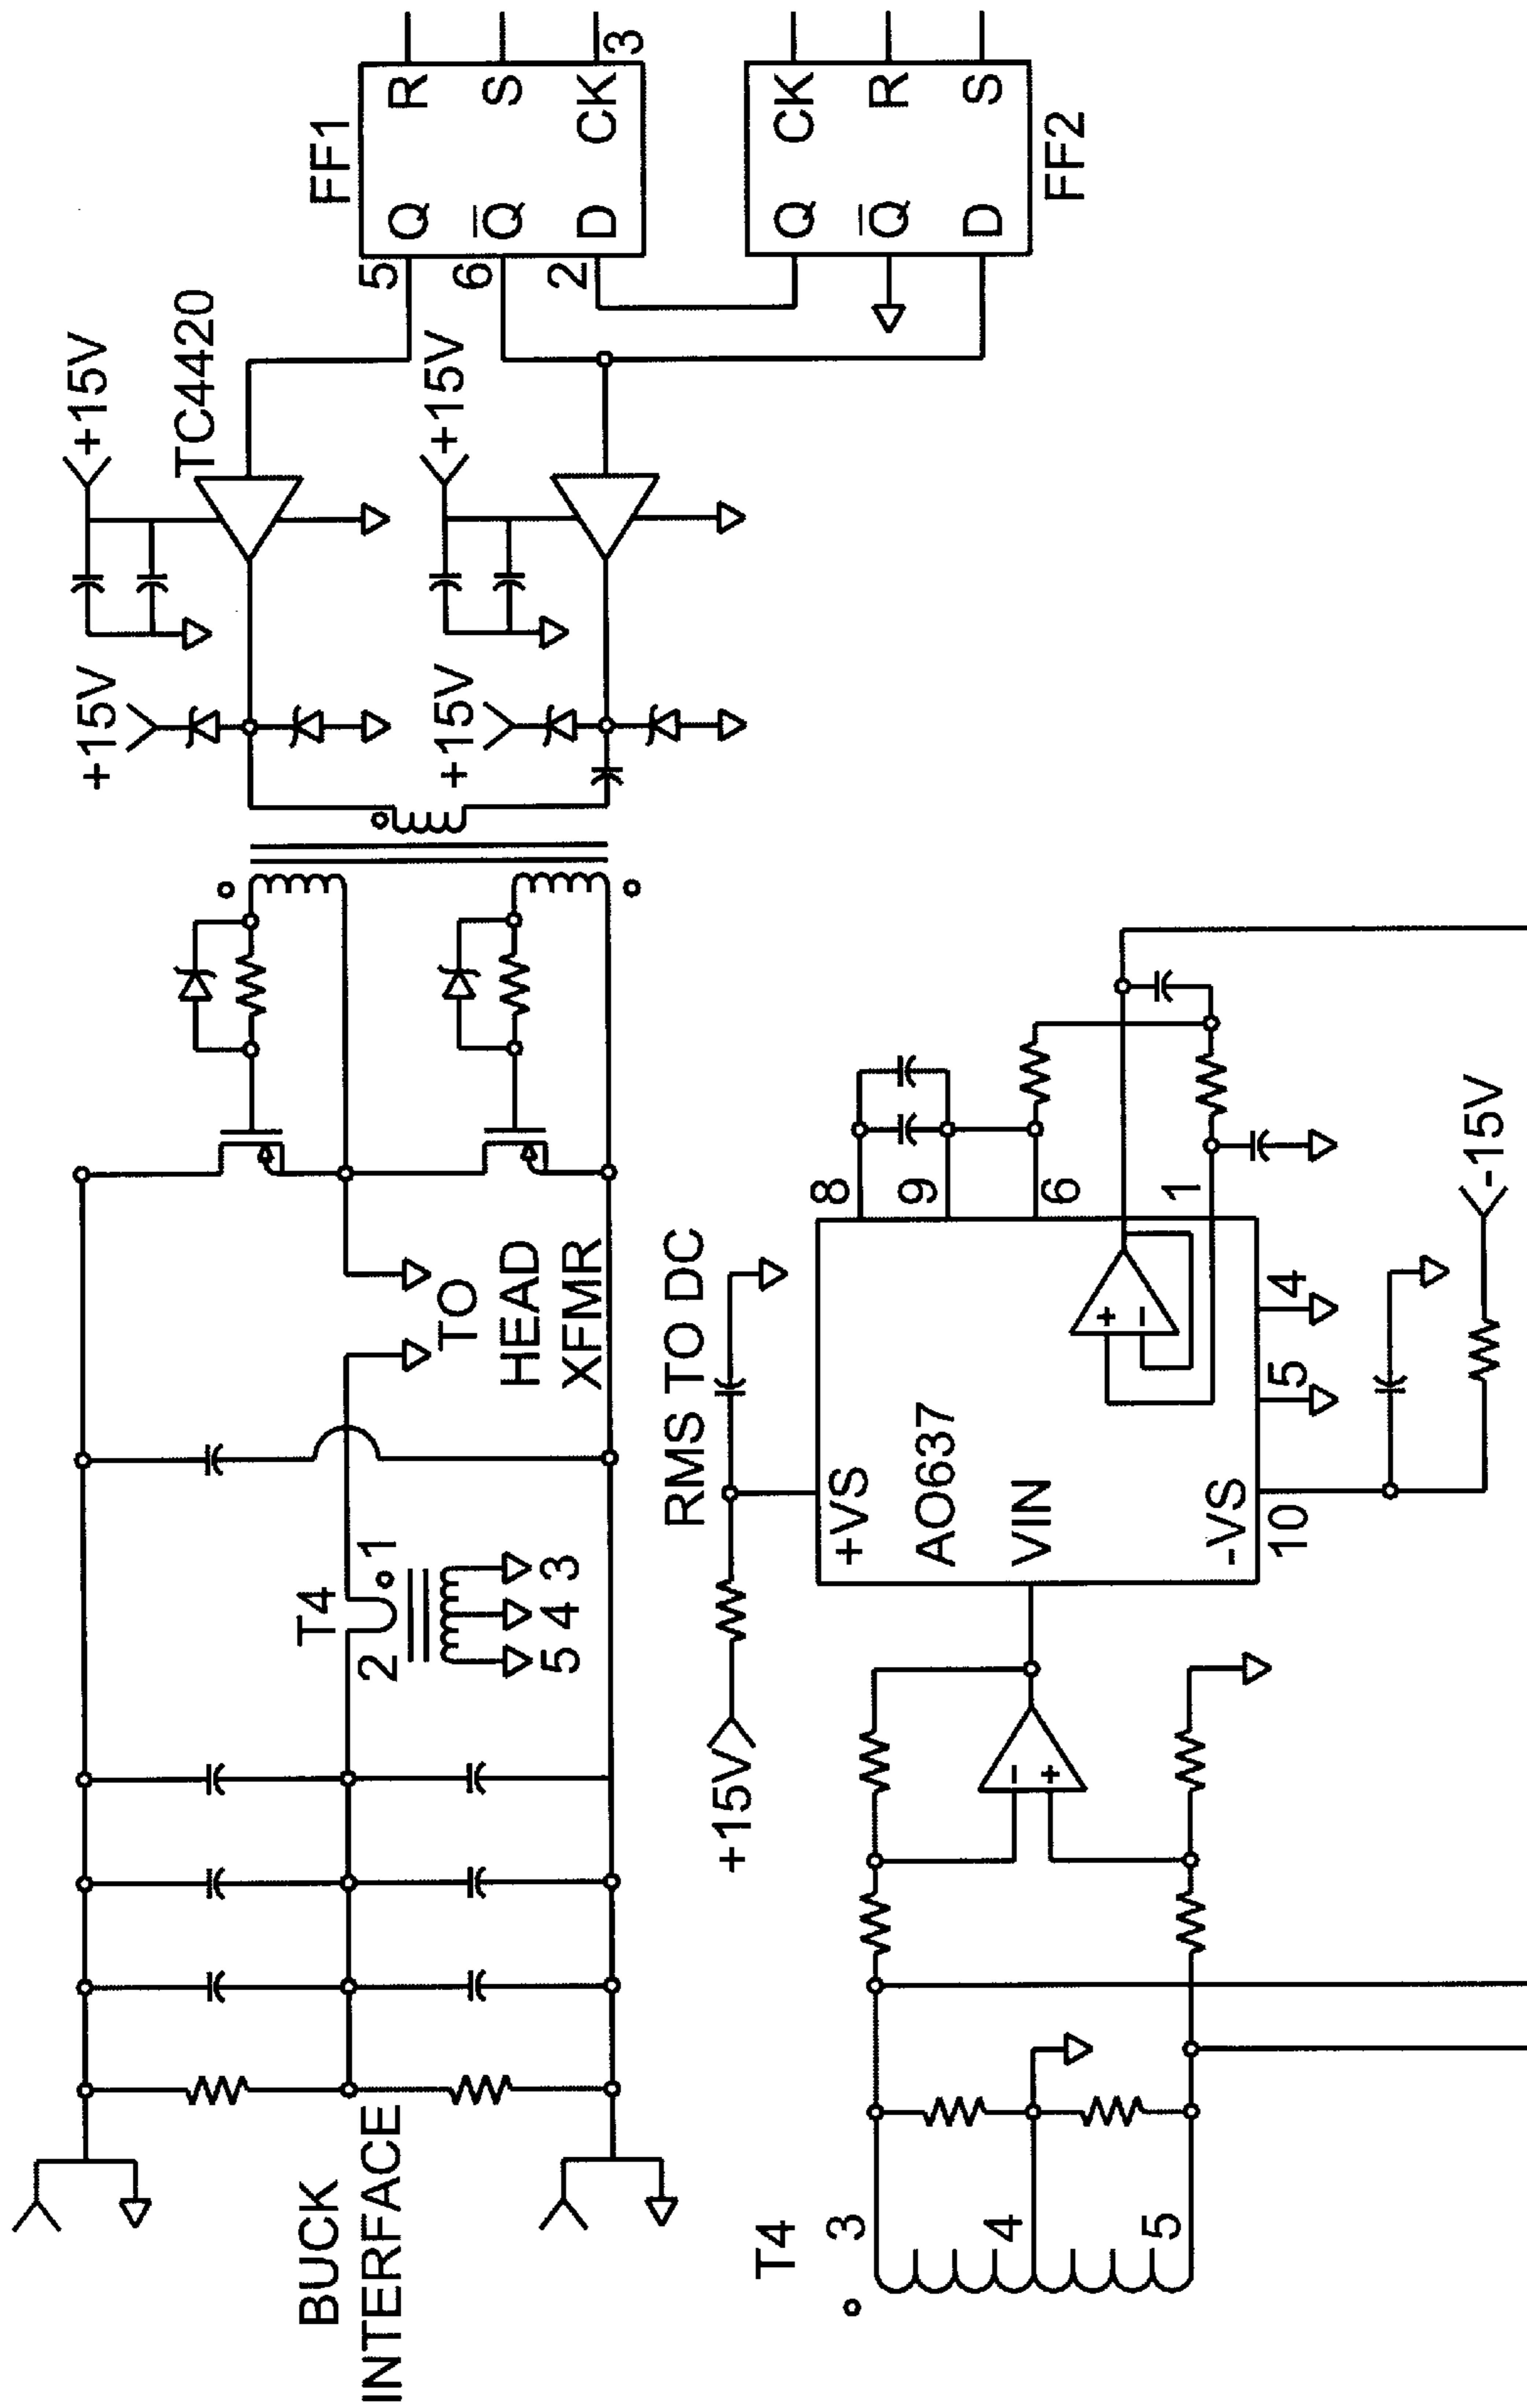 BUCK
INTERFACE
T4
2
1
5
4
3
TO
HEAD
XFMR
+15V
+15V
TC4420
+15V
+15V
FF1
5
Q
R
6
Q̅
S
2
D
CK
3
Q
CK
Q̅
R
D
S
FF2
T4
3
4
5
-
+
+15V
RMS TO DC
+VS
AO637
VIN
-VS
10
8
9
6
1
+
-
5
4
-15V